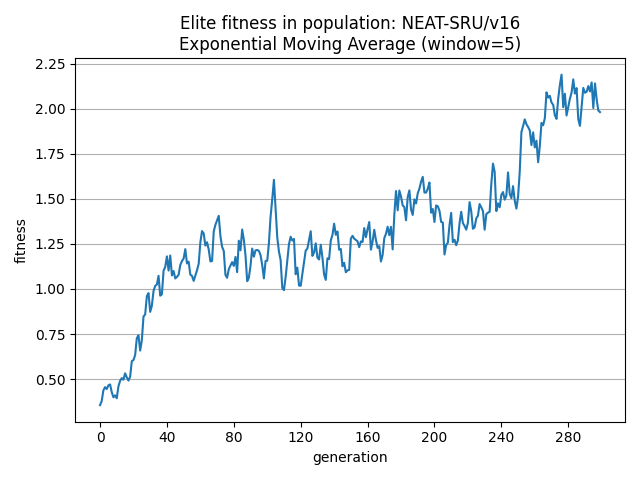 Elite fitness in population: NEAT-SRU/v16
Exponential Moving Average (window=5)
2.25
2.00
1.75
1.50
1.25
1.00
0.75
0.50
fitness
0 40 80 120 160 200 240 280
generation